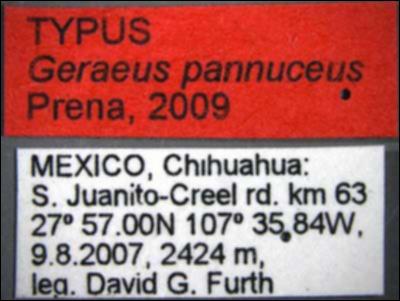 TYPUS
Geraeus pannuceus
Prena, 2009
MEXICO, Chihuahua:
S. Juanito-Creel rd. km 63
27º 57.00N 107º 35.84W,
9.8.2007, 2424 m,
leg. David G. Furth